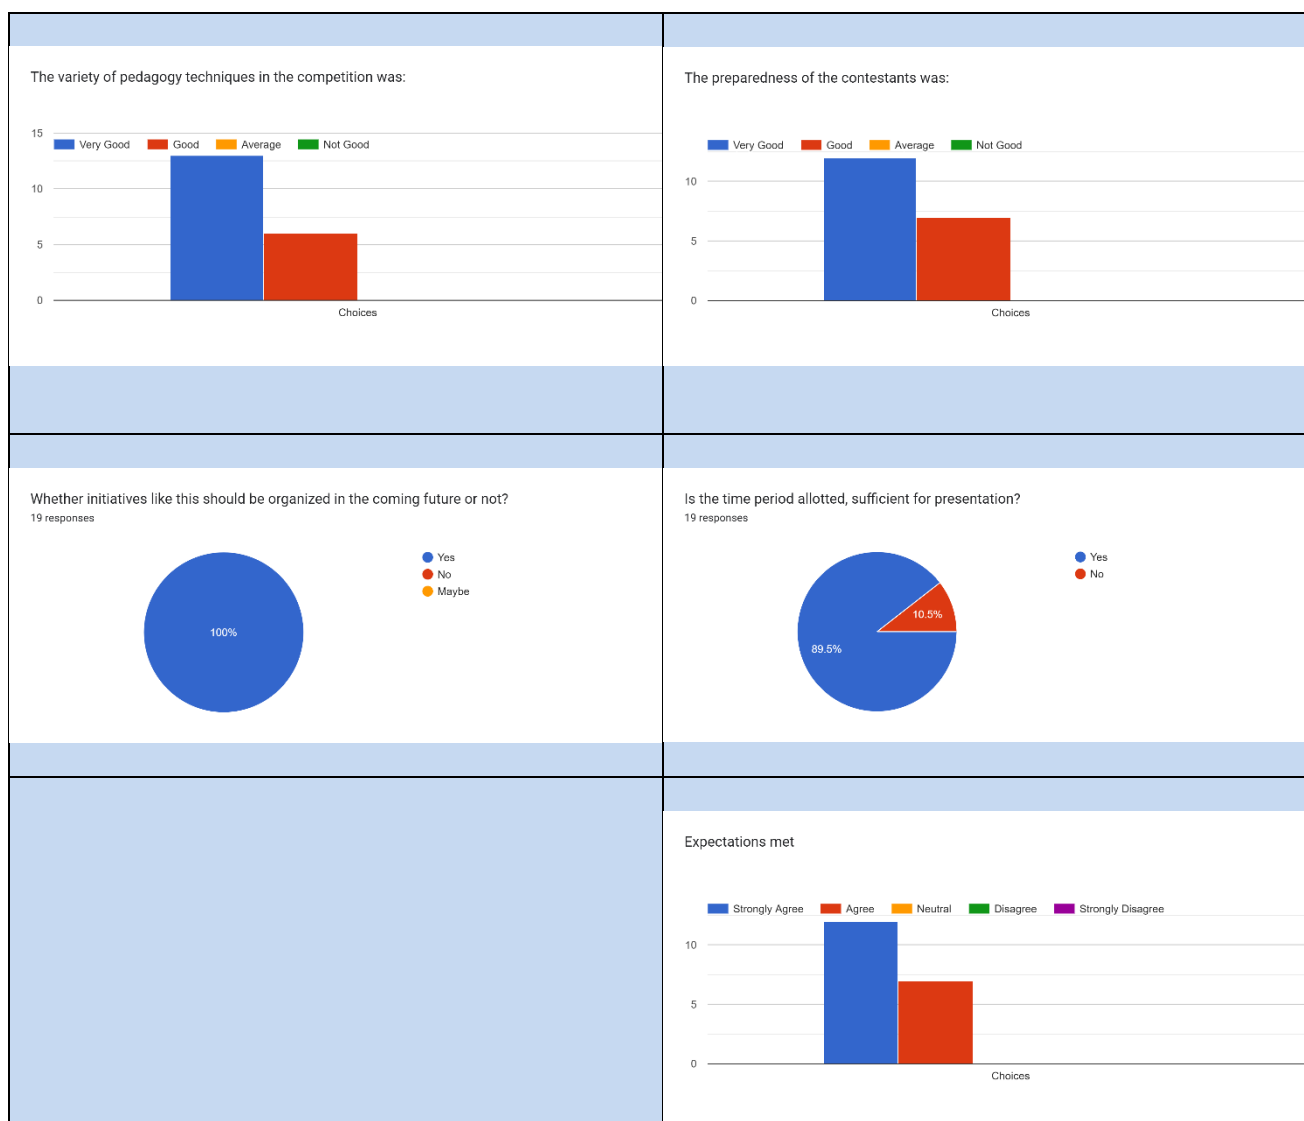 The variety of pedagogy techniques in the competition was:
15
Very Good Good Average Not Good
10
5
0
Choices
The preparedness of the contestants was:
Very Good Good Average Not Good
10
5
0
Choices
Whether initiatives like this should be organized in the coming future or not?
19 responses
Yes
No
Maybe
100%
Is the time period allotted, sufficient for presentation?
19 responses
Yes
No
10.5%
89.5%
Expectations met
Strongly Agree Agree Neutral Disagree Strongly Disagree
10
5
0
Choices